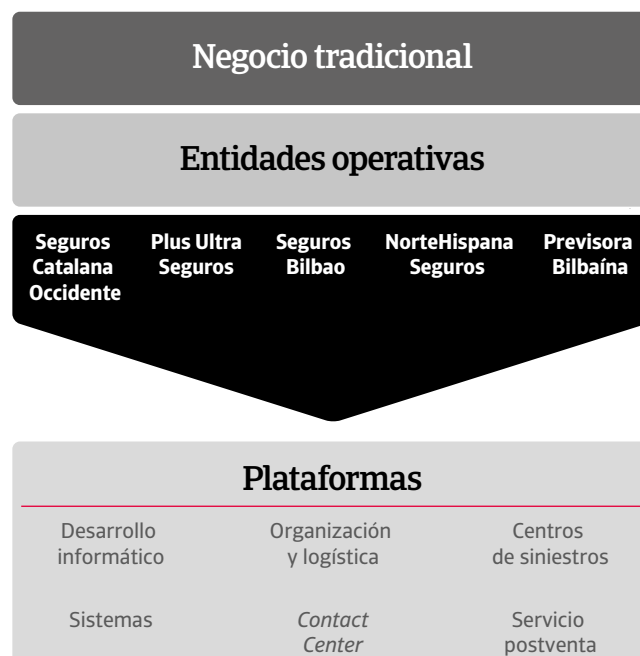 Negocio tradicional
Entidades operativas
Seguros
Catalana
Occidente
Plus Ultra
Seguros
Seguros
Bilbao
NorteHispana
Seguros
Previsora
Bilbaína
Plataformas
Desarrollo
informático
Organización
y logística
Centros
de siniestros
Sistemas
Contact
Center
Servicio
postventa